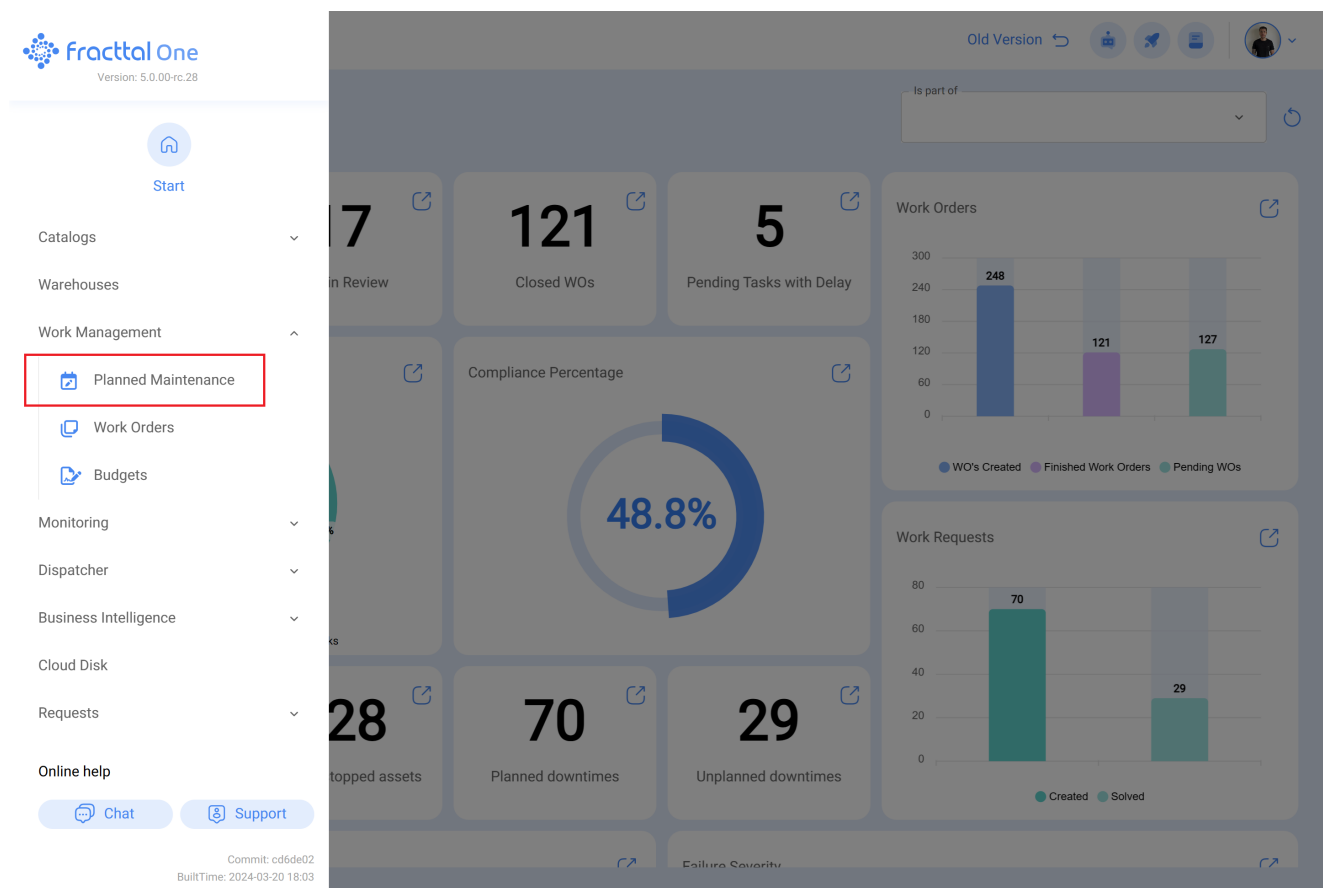 fracttal One
Version: 5.0.00-rc.28
Start
Catalogs
Warehouses
Work Management
Planned Maintenance
Work Orders
Budgets
Monitoring
Dispatcher
Business Intelligence
Cloud Disk
Requests
Online help
Chat
Support
Commit: cd6de02
BuiltTime: 2024-03-20 18:03
Old Version
Is part of
17
in Review
121
Closed WOs
5
Pending Tasks with Delay
Work Orders
300
240
180
120
60
0
248
121
127
WO's Created
Finished Work Orders
Pending WOs
%
ks
Compliance Percentage
48.8%
Work Requests
80
60
40
20
0
70
29
Created
Solved
28
topped assets
70
Planned downtimes
29
Unplanned downtimes
Failure Severity